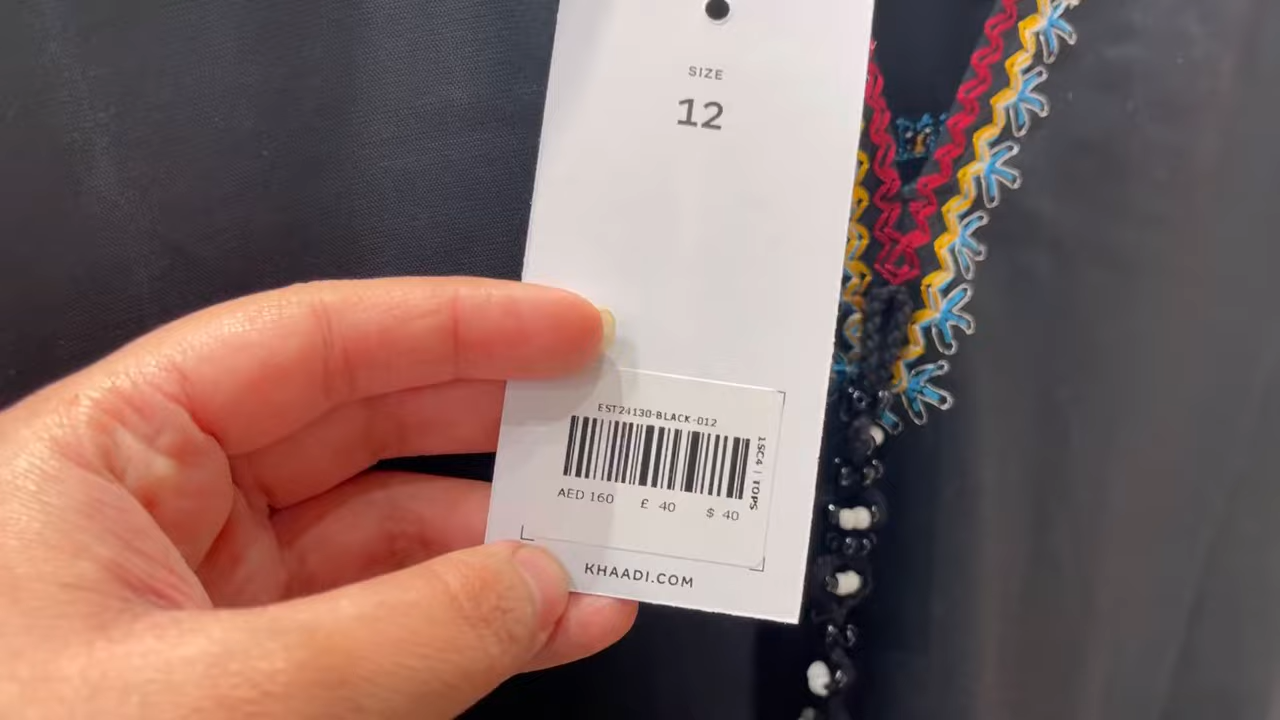 SIZE
12
EST24130-BLACK-012
1SC4 | TOPS
AED 160 £ 40 $ 40
KHAADI.COM